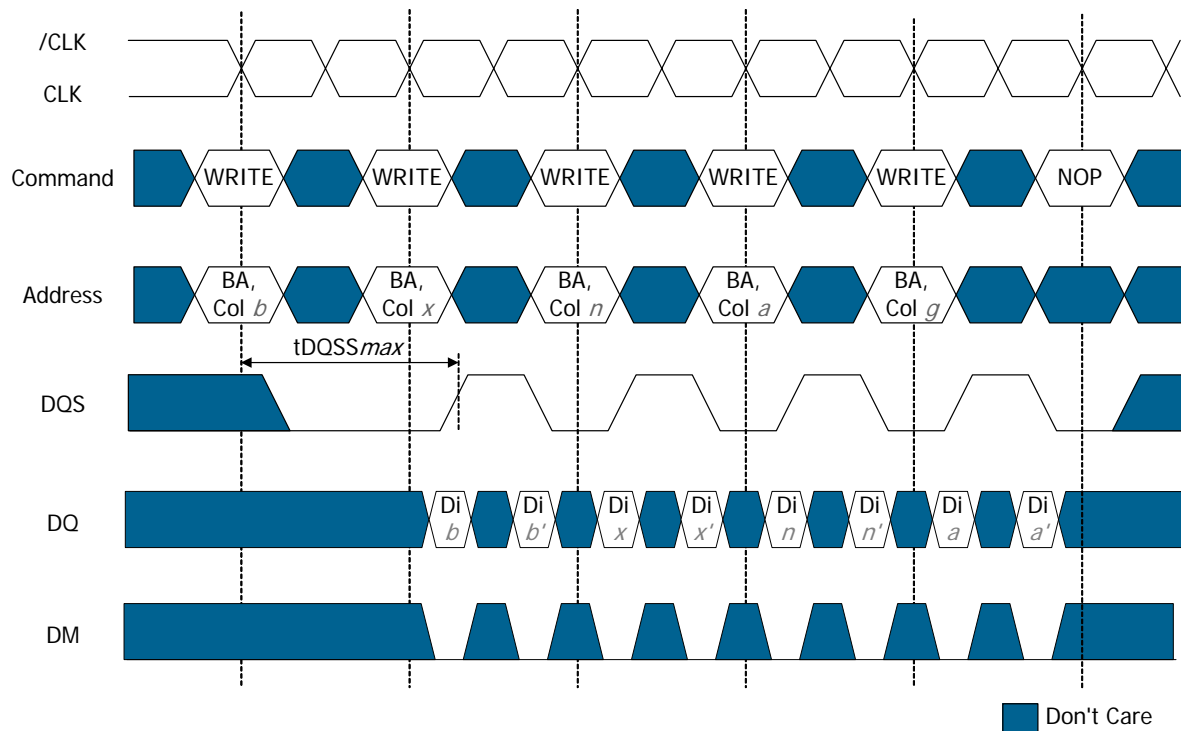 /CLK
CLK
Command
WRITE WRITE WRITE WRITE WRITE NOP
Address
BA, BA, BA, BA, BA,
Col b Col x Col n Col a Col g
tDQSSmax
DQS
DQ
Di Di Di Di Di Di Di Di
b b' x x' n n' a a'
DM
Don't Care